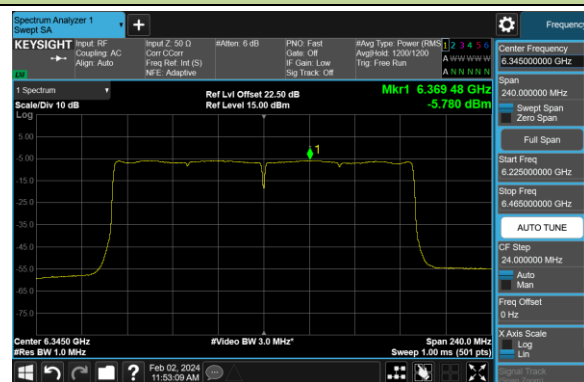 Spectrum Analyzer 1
Swept SA
+
Frequency
KEYSIGHT
Input: RF
Coupling: AC
Align: Auto
Input Z: 50 Ω
Corr CCorr
Freq Ref: Int (S)
NFE: Adaptive
#Atten: 6 dB
PNO: Fast
Gate: Off
IF Gain: Low
Sig Track: Off
#Avg Type: Power (RMS)
Avg|Hold: 1200/1200
Trig: Free Run
1 2 3 4 5 6
A W W W W W
A N N N N N
LXI
1 Spectrum
Scale/Div 10 dB
Log
Ref Lvl Offset 22.50 dB
Ref Level 15.00 dBm
Mkr1 6.369 48 GHz
-5.780 dBm
5.00
-5.00
-15.0
-25.0
-35.0
-45.0
-55.0
-65.0
-75.0
1
Center 6.3450 GHz
#Res BW 1.0 MHz
#Video BW 3.0 MHz*
Span 240.0 MHz
Sweep 1.00 ms (501 pts)
Feb 02, 2024
11:53:09 AM
Center Frequency
6.345000000 GHz
Span
240.000000 MHz
Swept Span
Zero Span
Full Span
Start Freq
6.225000000 GHz
Stop Freq
6.465000000 GHz
AUTO TUNE
CF Step
24.000000 MHz
Auto
Man
Freq Offset
0 Hz
X Axis Scale
Log
Lin
Signal Track